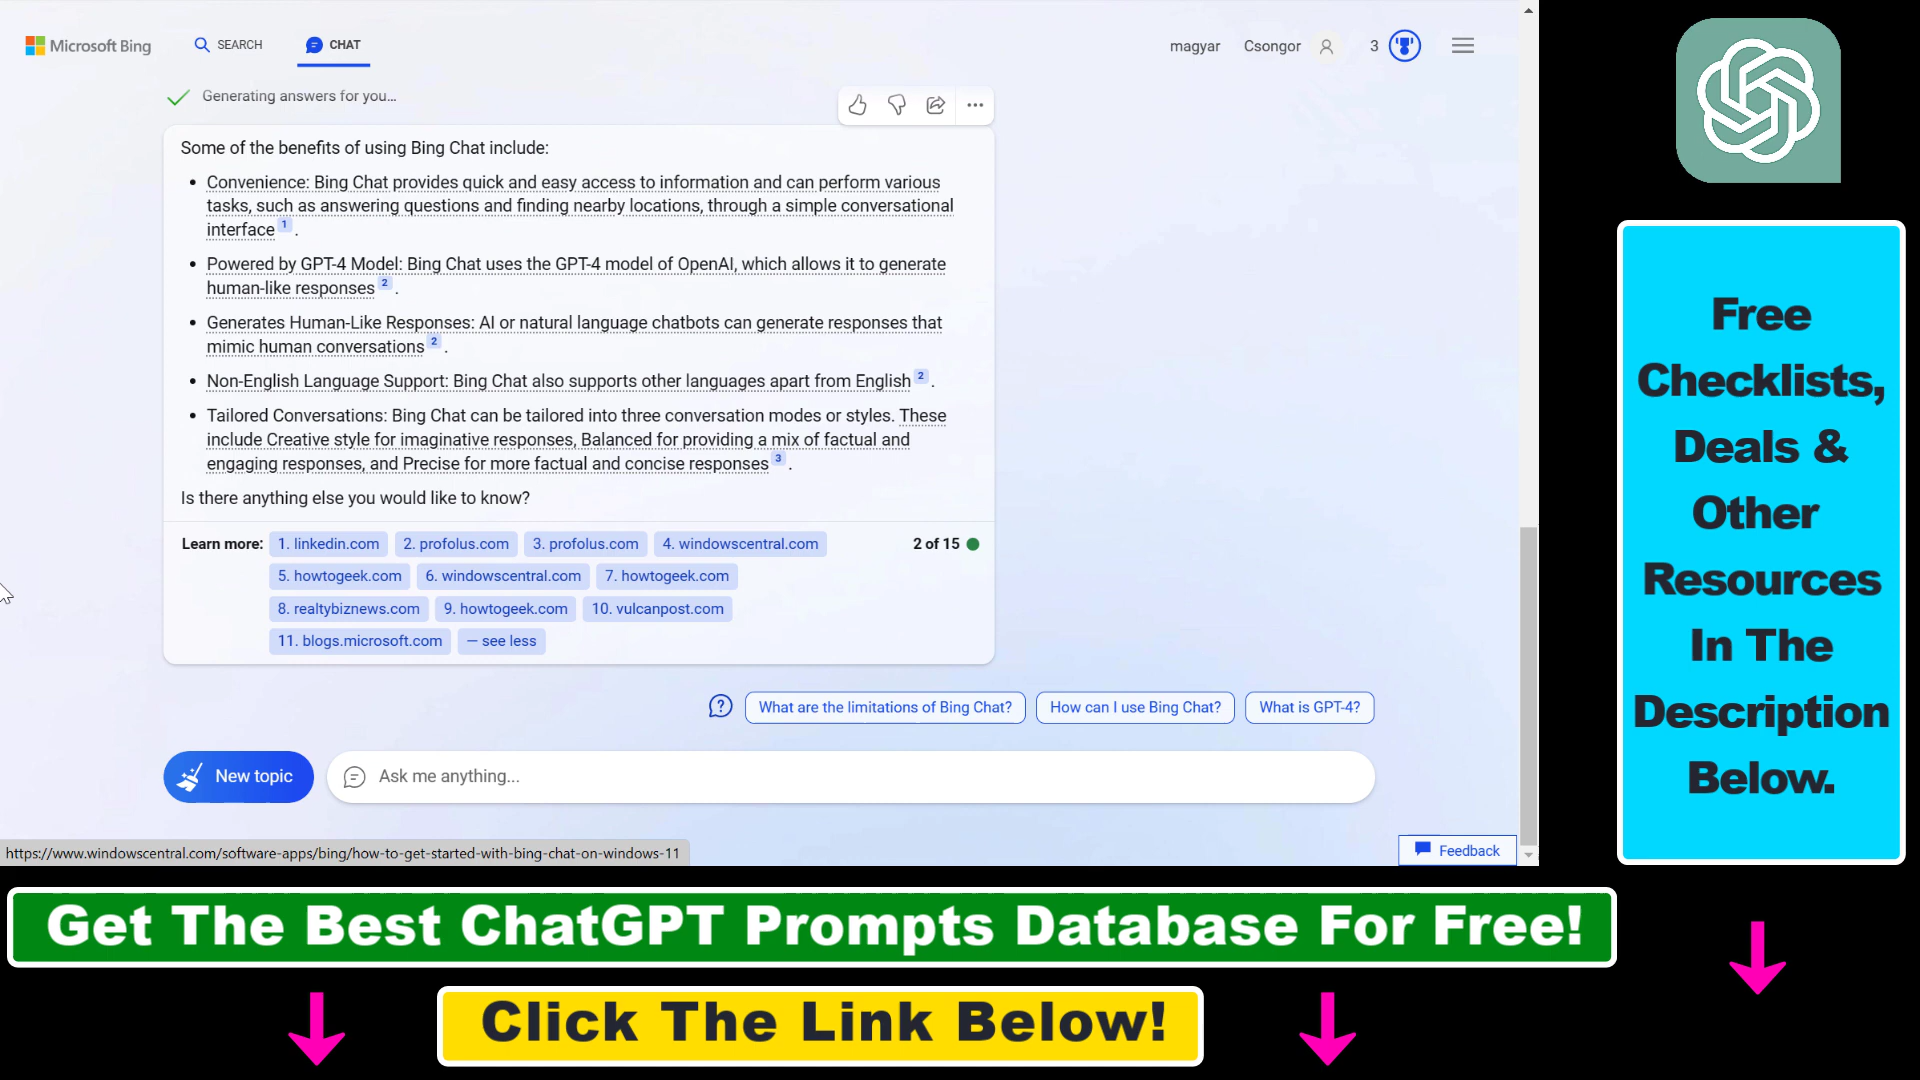 Microsoft Bing
SEARCH
CHAT
magyar
Csongor
3
Generating answers for you...
Some of the benefits of using Bing Chat include:
• Convenience: Bing Chat provides quick and easy access to information and can perform various
tasks, such as answering questions and finding nearby locations, through a simple conversational
interface 1 .
• Powered by GPT-4 Model: Bing Chat uses the GPT-4 model of OpenAI, which allows it to generate
human-like responses 2 .
• Generates Human-Like Responses: AI or natural language chatbots can generate responses that
mimic human conversations 2 .
• Non-English Language Support: Bing Chat also supports other languages apart from English 2 .
• Tailored Conversations: Bing Chat can be tailored into three conversation modes or styles. These
include Creative style for imaginative responses, Balanced for providing a mix of factual and
engaging responses, and Precise for more factual and concise responses 3 .
Is there anything else you would like to know?
Learn more: 1. linkedin.com 2. profolus.com 3. profolus.com 4. windowscentral.com 2 of 15
5. howtogeek.com 6. windowscentral.com 7. howtogeek.com
8. realtybiznews.com 9. howtogeek.com 10. vulcanpost.com
11. blogs.microsoft.com — see less
What are the limitations of Bing Chat? How can I use Bing Chat? What is GPT-4?
New topic
Ask me anything...
https://www.windowscentral.com/software-apps/bing/how-to-get-started-with-bing-chat-on-windows-11
Feedback
Free
Checklists,
Deals &
Other
Resources
In The
Description
Below.
Get The Best ChatGPT Prompts Database For Free!
Click The Link Below!